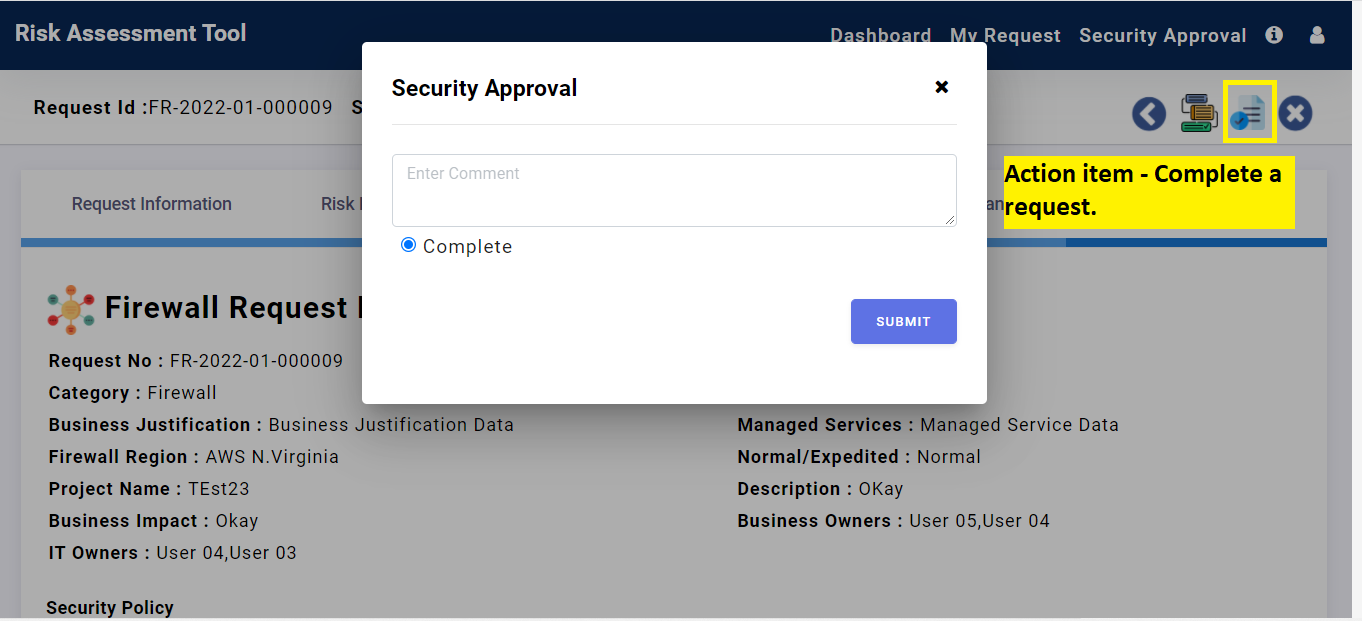 Risk Assessment Tool
Dashboard My Request Security Approval
Security Approval
Request Id :FR-2022-01-000009 S
Enter Comment
Complete
SUBMIT
Action item - Complete a
request.
Request Information Risk
Firewall Request
Request No : FR-2022-01-000009
Category : Firewall
Business Justification : Business Justification Data
Managed Services : Managed Service Data
Firewall Region : AWS N.Virginia
Normal/Expedited : Normal
Project Name : TEst23
Description : OKay
Business Impact : Okay
Business Owners : User 05,User 04
IT Owners : User 04,User 03
Security Policy